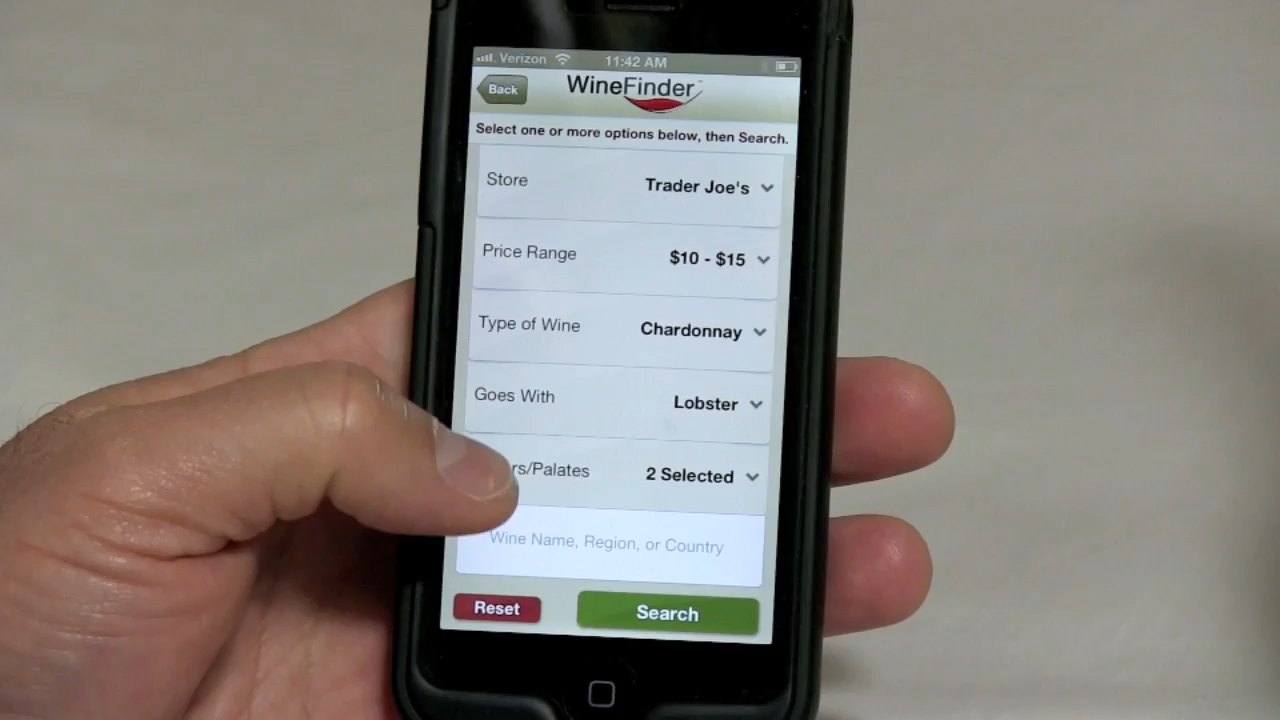 Verizon 11:42 AM
Back WineFinder™
Select one or more options below, then Search.
Store Trader Joe's
Price Range $10 - $15
Type of Wine Chardonnay
Goes With Lobster
rs/Palates 2 Selected
Wine Name, Region, or Country
Reset Search